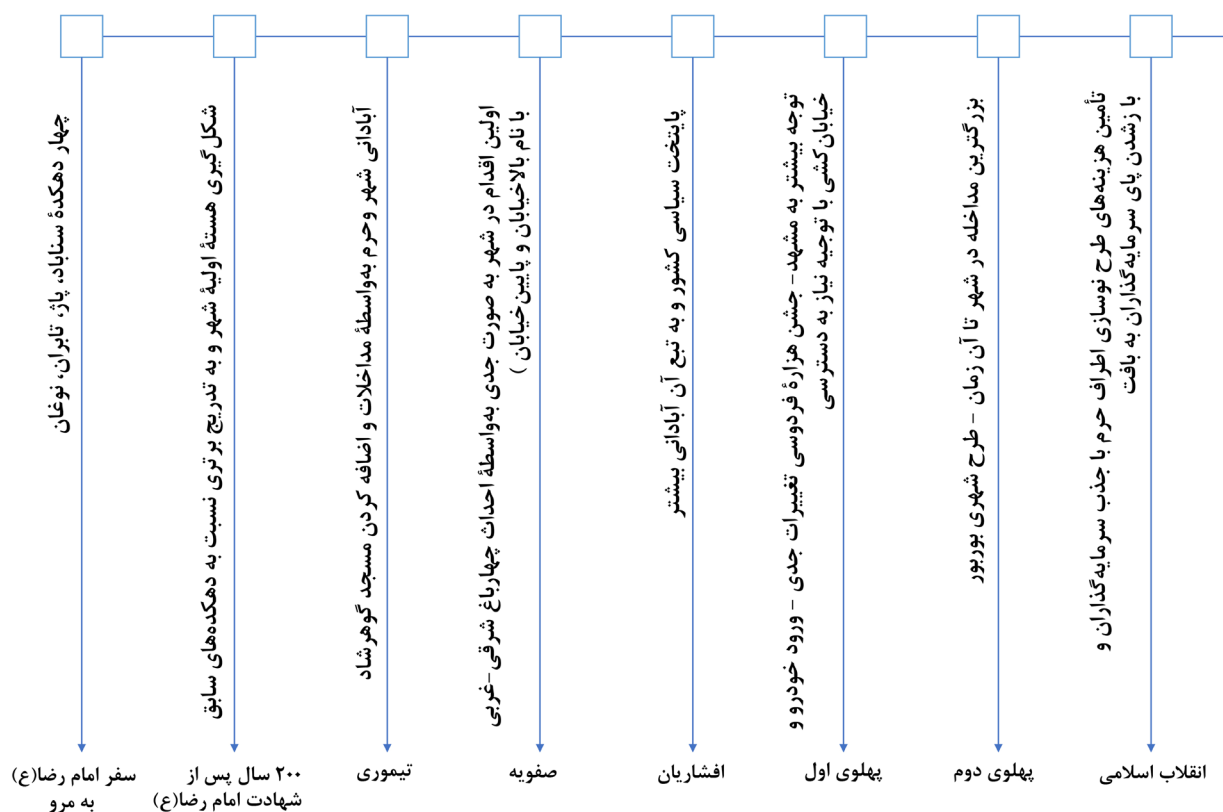 چهار دهکدهٔ سناباد، پاژ، تابران، نوغان
سفر امام رضا(ع)
به مرو
شکل‌گیری هستهٔ اولیهٔ شهر و به تدریج برتری نسبت به دهکده‌های سابق
۲۰۰ سال پس از
شهادت امام رضا(ع)
آبادانی شهر وحرم به‌واسطهٔ مداخلات و اضافه کردن مسجد گوهرشاد
تیموری
اولین اقدام در شهر به صورت جدی به‌واسطهٔ احداث چهارباغ شرقی-غربی
با نام بالاخیابان و پایین‌خیابان )
صفویه
پایتخت سیاسی کشور و به تبع آن آبادانی بیشتر
افشاریان
توجه بیشتر به مشهد- جشن هزارهٔ فردوسی تغییرات جدی - ورود خودرو و
خیابان‌کشی با توجیه نیاز به دسترسی
پهلوی اول
بزرگترین مداخله در شهر تا آن زمان - طرح شهری بوربور
پهلوی دوم
تأمین هزینه‌های طرح نوسازی اطراف حرم با جذب سرمایه‌گذاران و
بازشدن پای سرمایه‌گذاران به بافت
انقلاب اسلامی